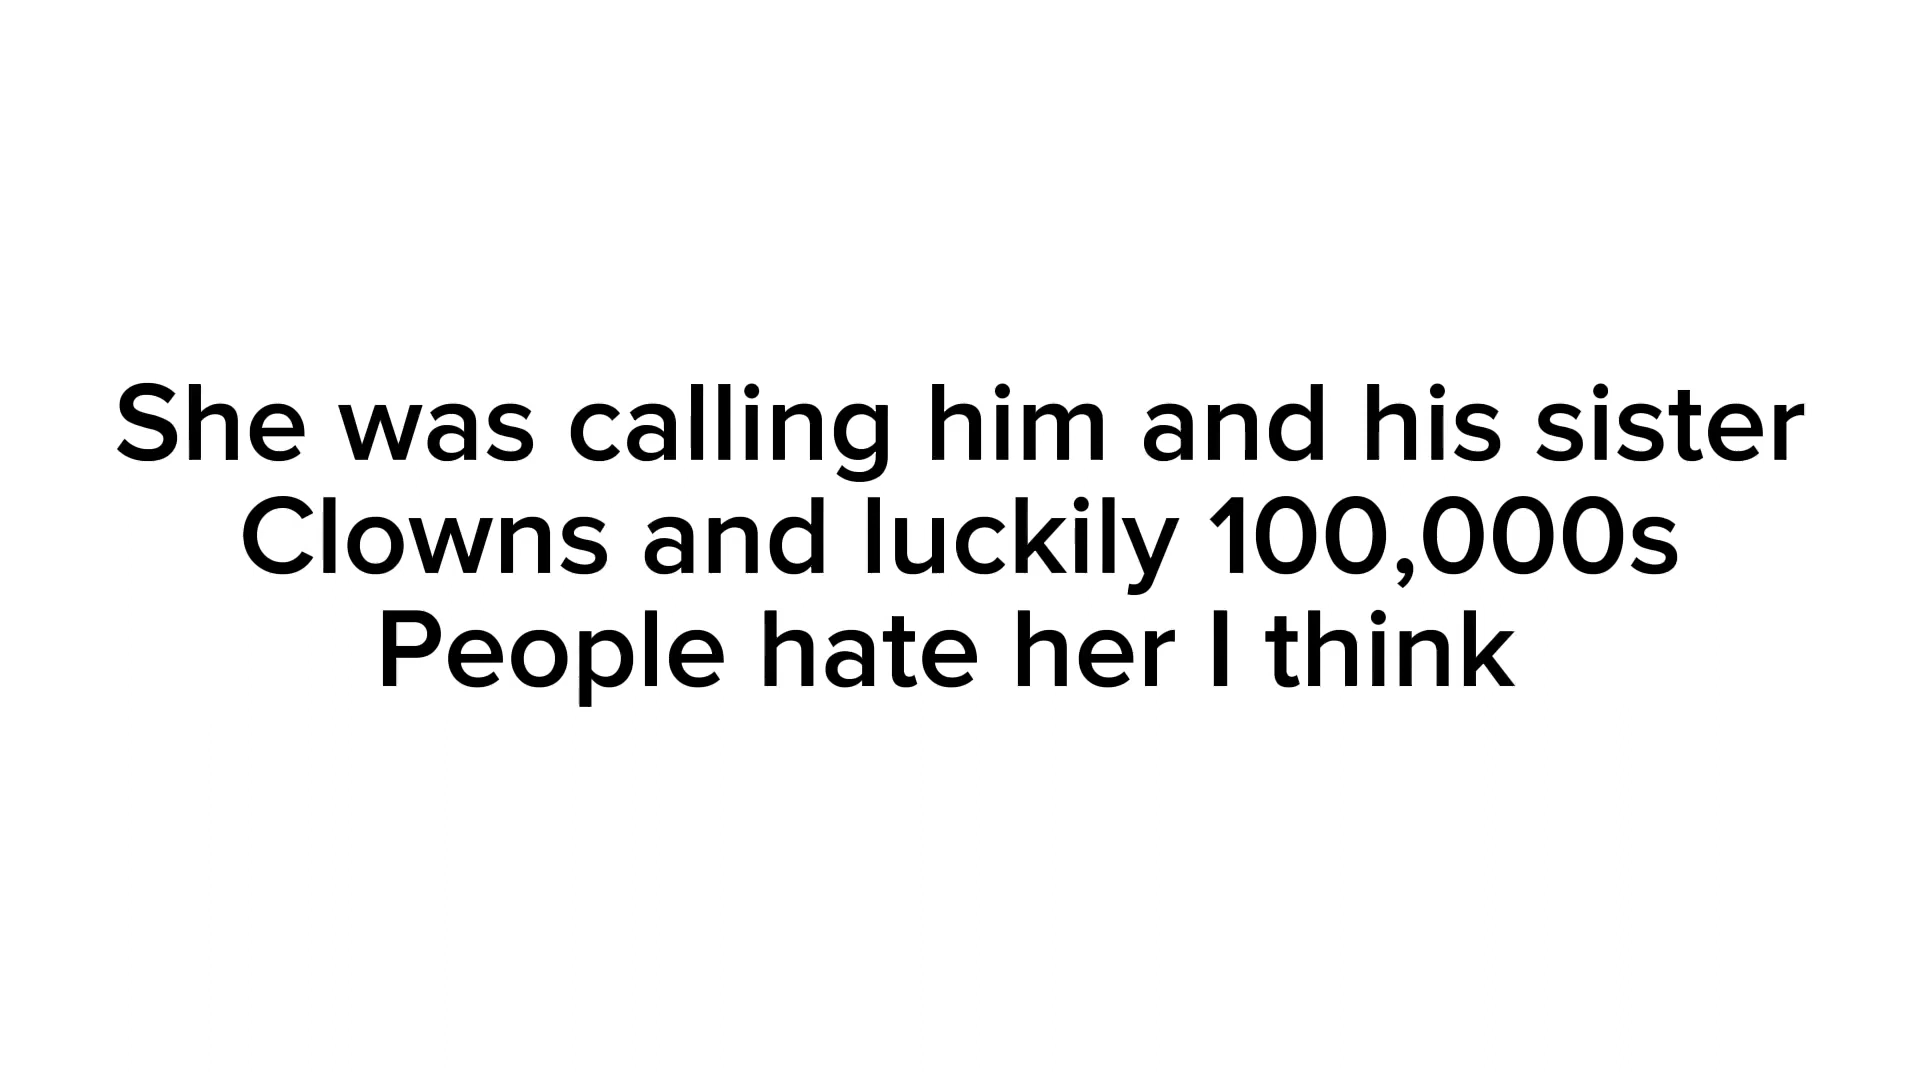 She was calling him and his sister
Clowns and luckily 100,000s
People hate her I think